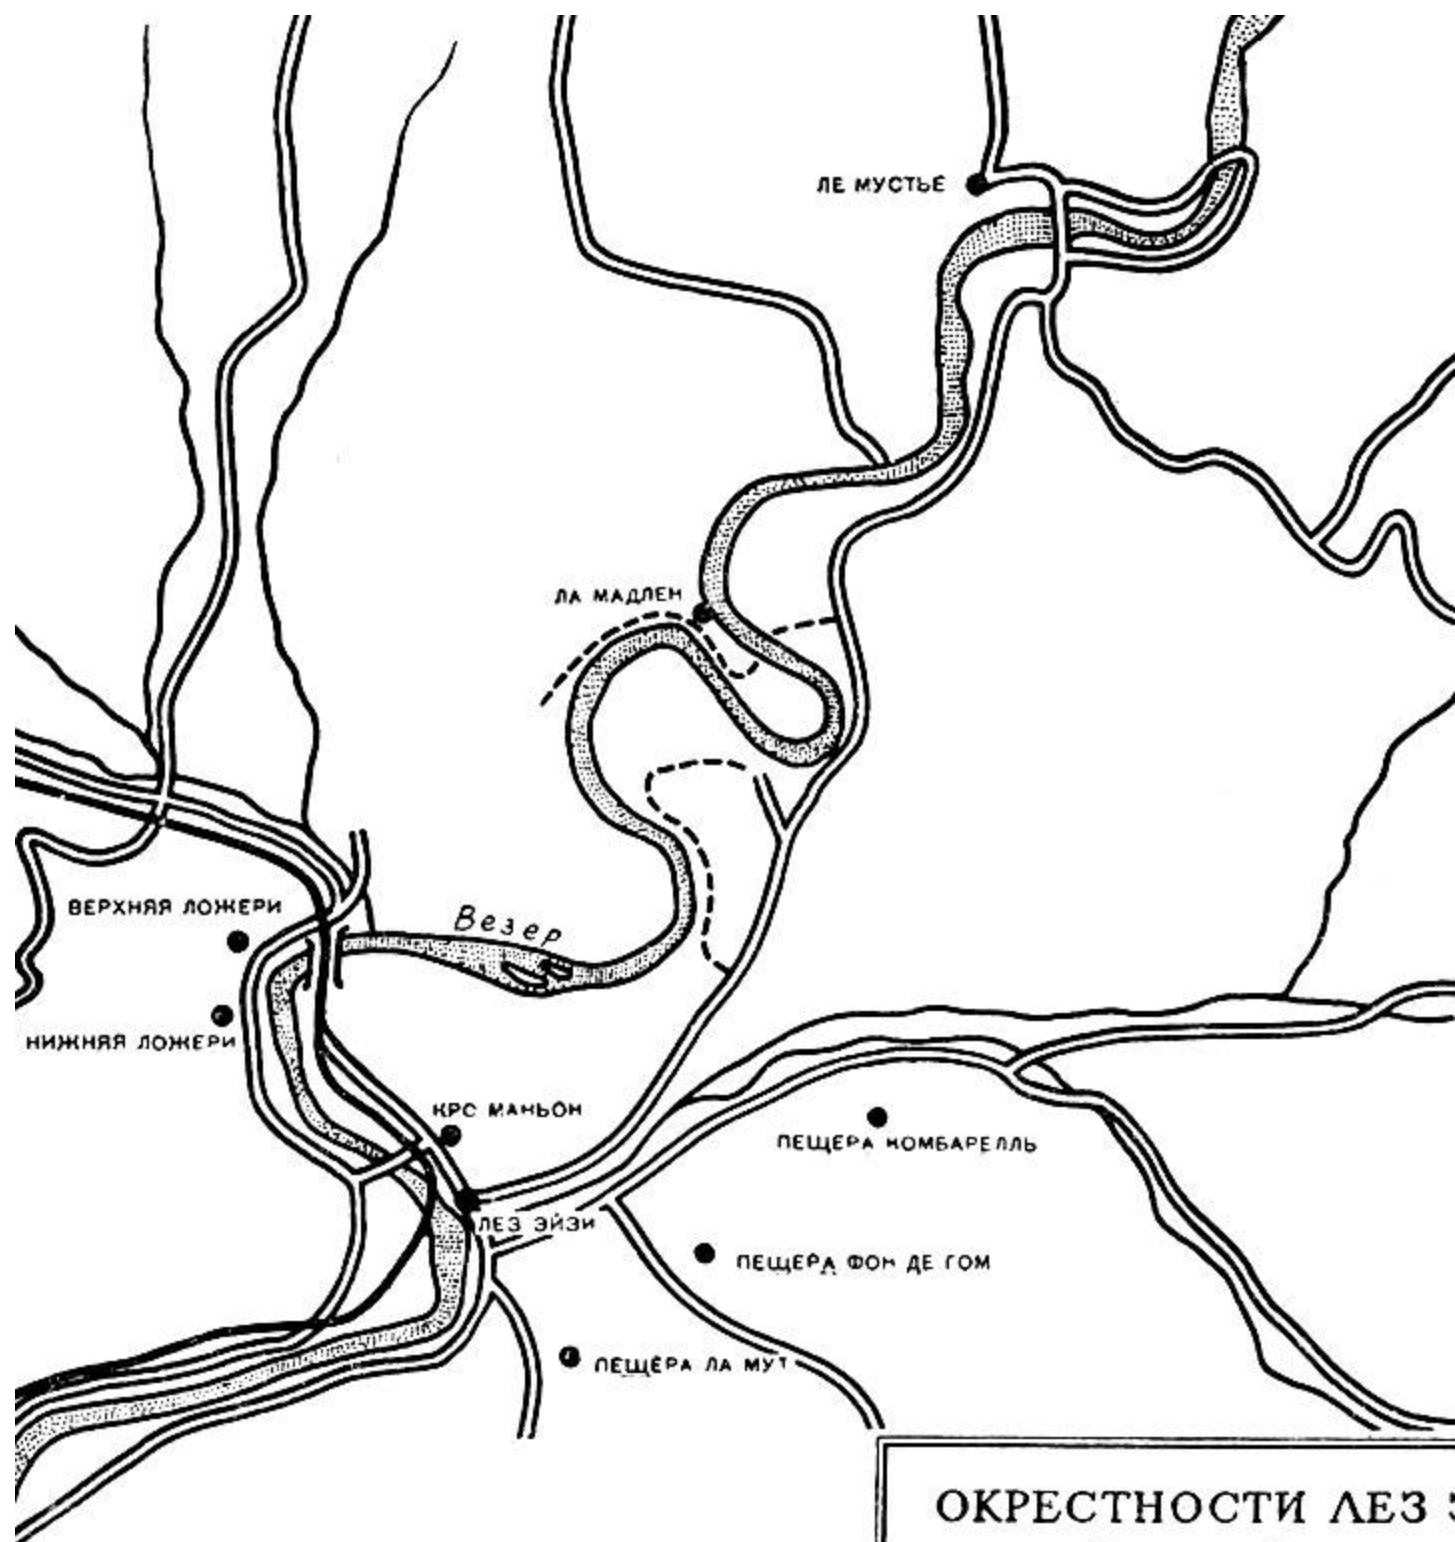 ЛЕ МУСТЬЕ
ЛА МАДЛЕН
ВЕРХНЯЯ ЛОЖЕРИ
Везер
НИЖНЯЯ ЛОЖЕРИ
КРО МАНЬОН
ПЕЩЕРА КОМБАРЕЛЛЬ
ЛЕЗ ЭЙЗИ
ПЕЩЕРА ФОН ДЕ ГОМ
ПЕЩЕРА ЛА МУТ
ОКРЕСТНОСТИ ЛЕЗ